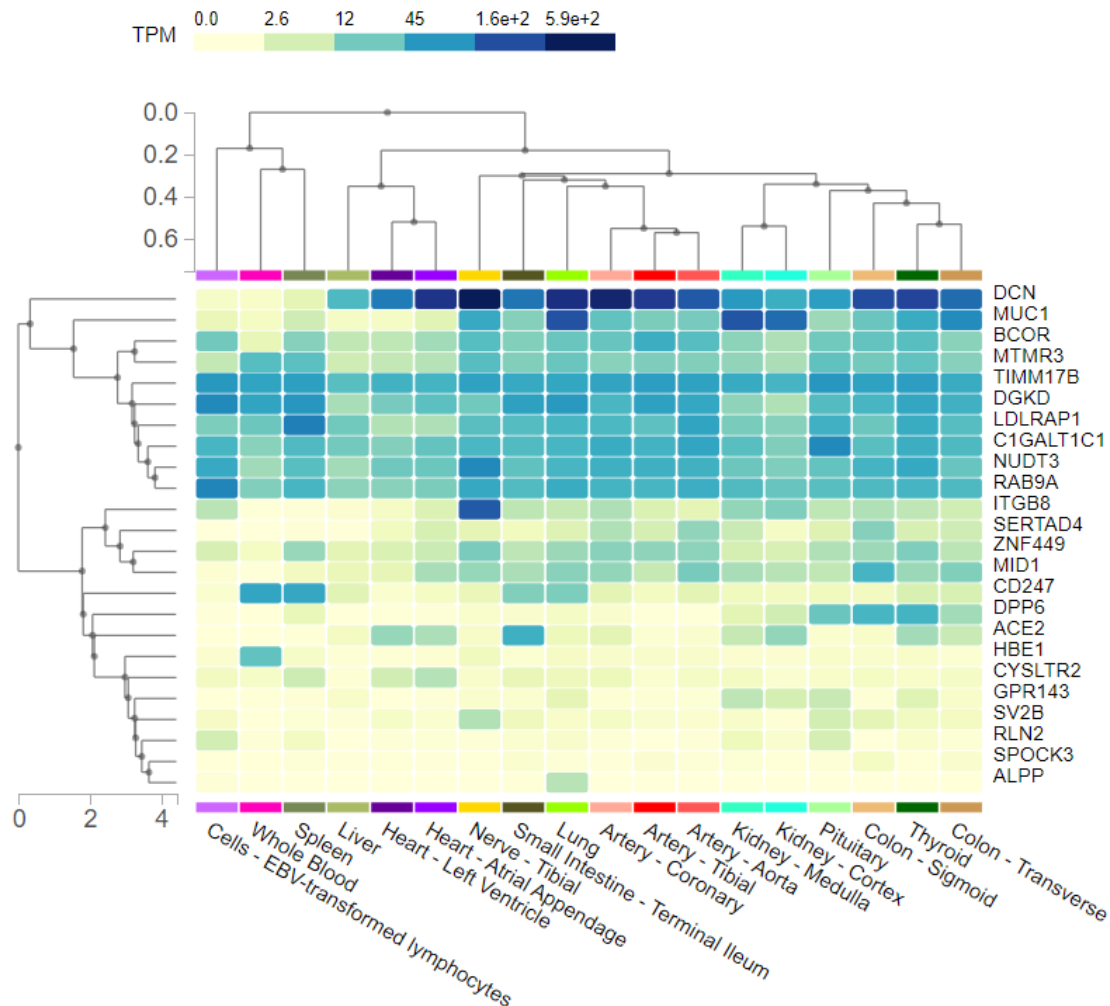 0.0 2.6 12 45 1.6e+2 5.9e+2
TPM
0.0
0.2
0.4
0.6
DCN
MUC1
BCOR
MTMR3
TIMM17B
DGKD
LDLRAP1
C1GALT1C1
NUDT3
RAB9A
ITGB8
SERTAD4
ZNF449
MID1
CD247
DPP6
ACE2
HBE1
CYSLTR2
GPR143
SV2B
RLN2
SPOCK3
ALPP
0 2 4
Cells - EBV-transformed lymphocytes
Whole Blood
Spleen
Liver
Heart - Left Ventricle
Heart - Atrial Appendage
Nerve - Tibial
Small Intestine - Terminal Ileum
Lung
Artery - Coronary
Artery - Tibial
Artery - Aorta
Kidney - Medulla
Kidney - Cortex
Pituitary
Colon - Sigmoid
Thyroid
Colon - Transverse